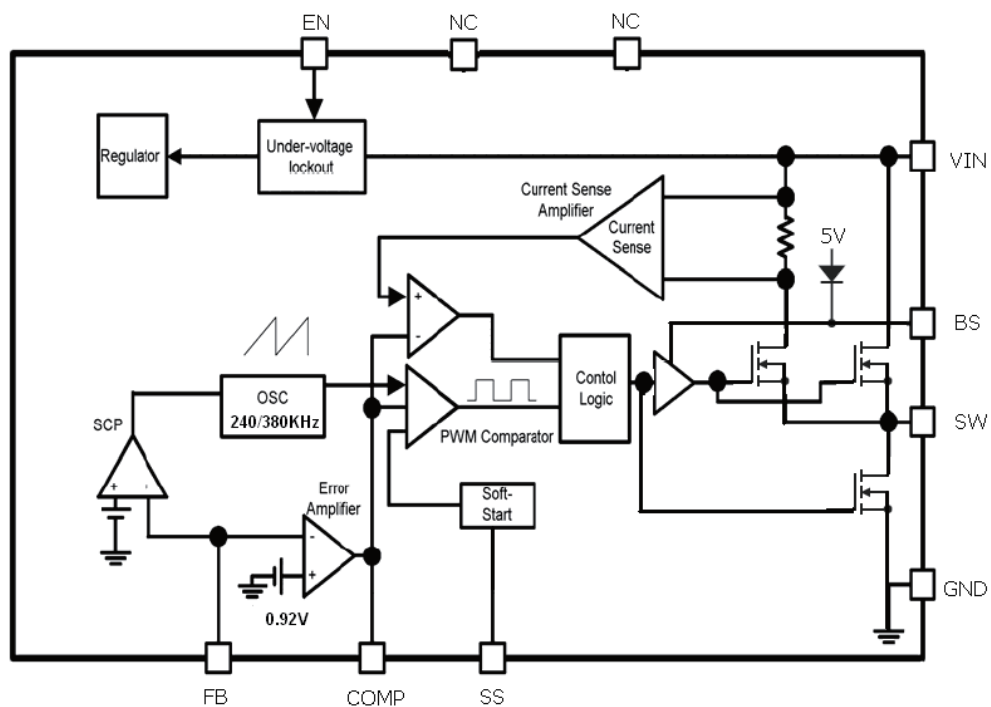 EN
NC
NC
Regulator
Under-voltage
lockout
VIN
Current Sense
Amplifier
Current
Sense
5V
+
-
BS
OSC
240/380KHz
Contol
Logic
SCP
PWM Comparator
SW
+
-
Error
Amplifier
Soft-
Start
-
+
0.92V
GND
FB
COMP
SS